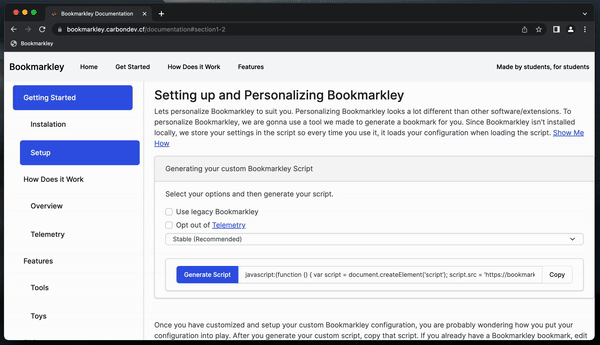 Bookmarkley Documentation
bookmarkley.carbondev.cf/documentation#section1-2
Bookmarkley
Bookmarkley Home Get Started How Does it Work Features Made by students, for students
Getting Started
Instalation
Setup
How Does it Work
Overview
Telemetry
Features
Tools
Toys
Setting up and Personalizing Bookmarkley
Lets personalize Bookmarkley to suit you. Personalizing Bookmarkley looks a lot different than other software/extensions. To
personalize Bookmarkley, we are gonna use a tool we made to generate a bookmark for you. Since Bookmarkley isn't installed
locally, we store your settings in the script so every time you use it, it loads your configuration when loading the script. Show Me
How
Generating your custom Bookmarkley Script
Select your options and then generate your script.
Use legacy Bookmarkley
Opt out of Telemetry
Stable (Recommended)
Generate Script javascript:(function () { var script = document.createElement('script'); script.src = 'https://bookmark Copy
Once you have customized and setup your custom Bookmarkley configuration, you are probably wondering how you put your
configuration into play. After you generate your custom script, copy that script. If you already have a Bookmarkley bookmark, edit